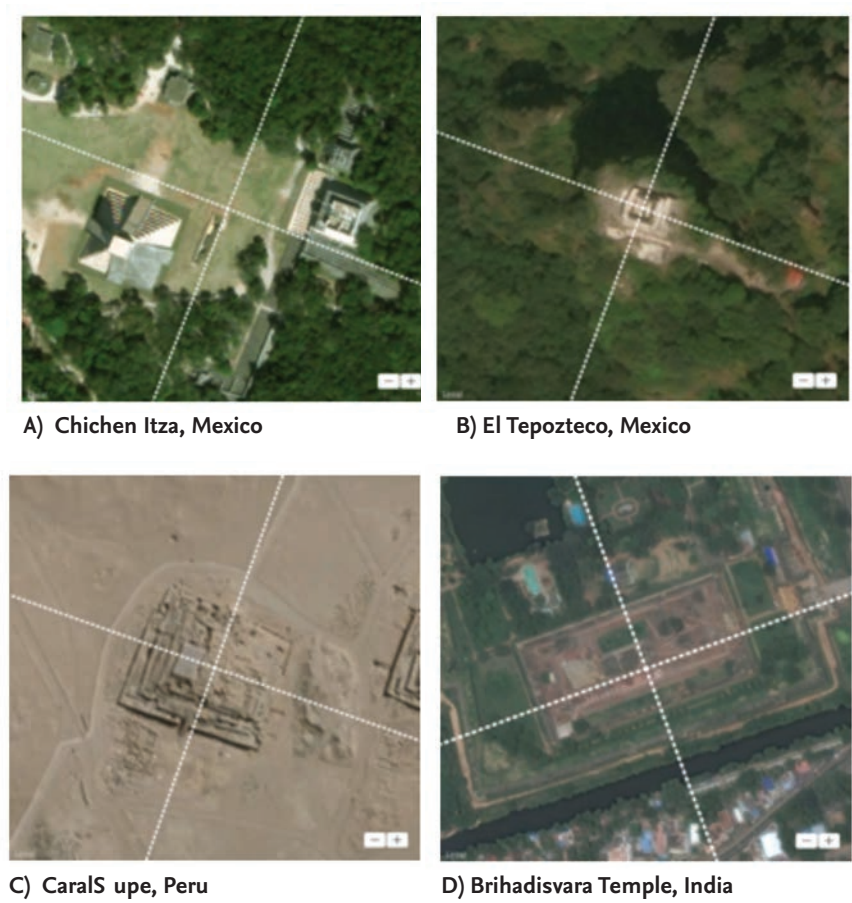 A) Chichen Itza, Mexico
B) El Tepozteco, Mexico
C) CaralS upe, Peru
D) Brihadisvara Temple, India